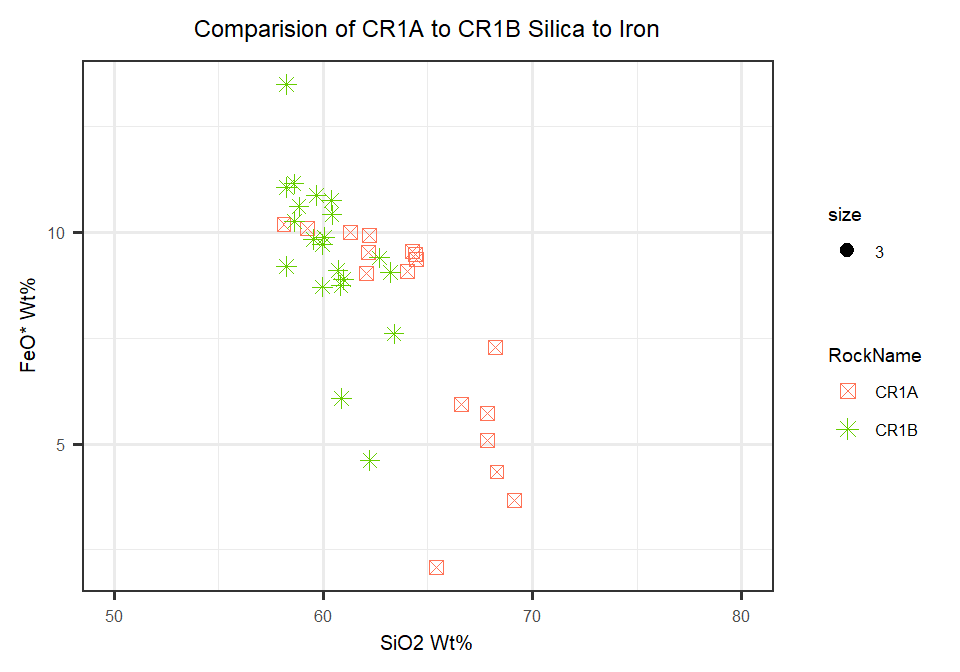 Comparision of CR1A to CR1B Silica to Iron
10
5
FeO* Wt%
50 60 70 80
SiO2 Wt%
size
3
RockName
CR1A
CR1B